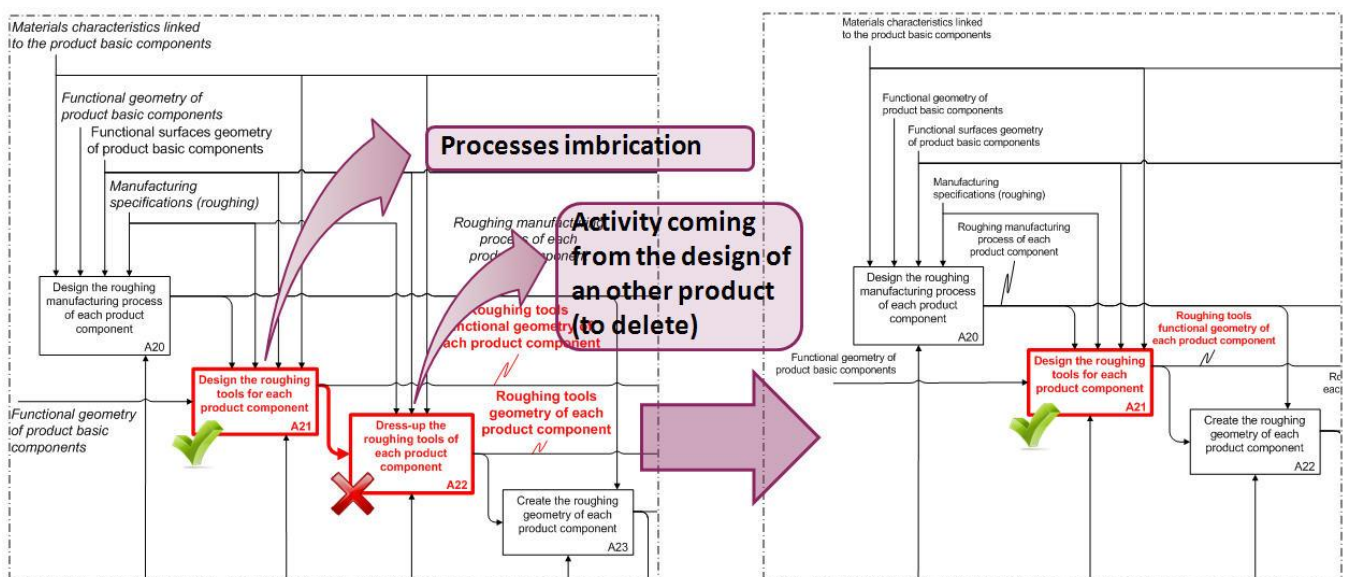 Materials characteristics linked
to the product basic components
Functional geometry of
product basic components
Functional surfaces geometry
of product basic components
Manufacturing
specifications (roughing)
Processes imbrication
Roughing manufacturing
process of each
product component
Activity coming
from the design of
an other product
(to delete)
Design the roughing
manufacturing process
of each product
component
A20
Roughing tools
functional geometry of
each product component
Design the roughing
tools for each
product component
A21
Functional geometry
of product basic
components
Roughing tools
geometry of each
product component
Dress-up the
roughing tools of
each product
component
A22
Create the roughing
geometry of each
product component
A23
Materials characteristics linked
to the product basic components
Functional geometry of
product basic components
Functional surfaces geometry
of product basic components
Manufacturing
specifications (roughing)
Roughing manufacturing
process of each
product component
Design the roughing
manufacturing process
of each product
component
A20
Roughing tools
functional geometry of
each product component
Functional geometry of
product basic components
Design the roughing
tools for each
product component
A21
Create the roughing
geometry of each
product component
A22